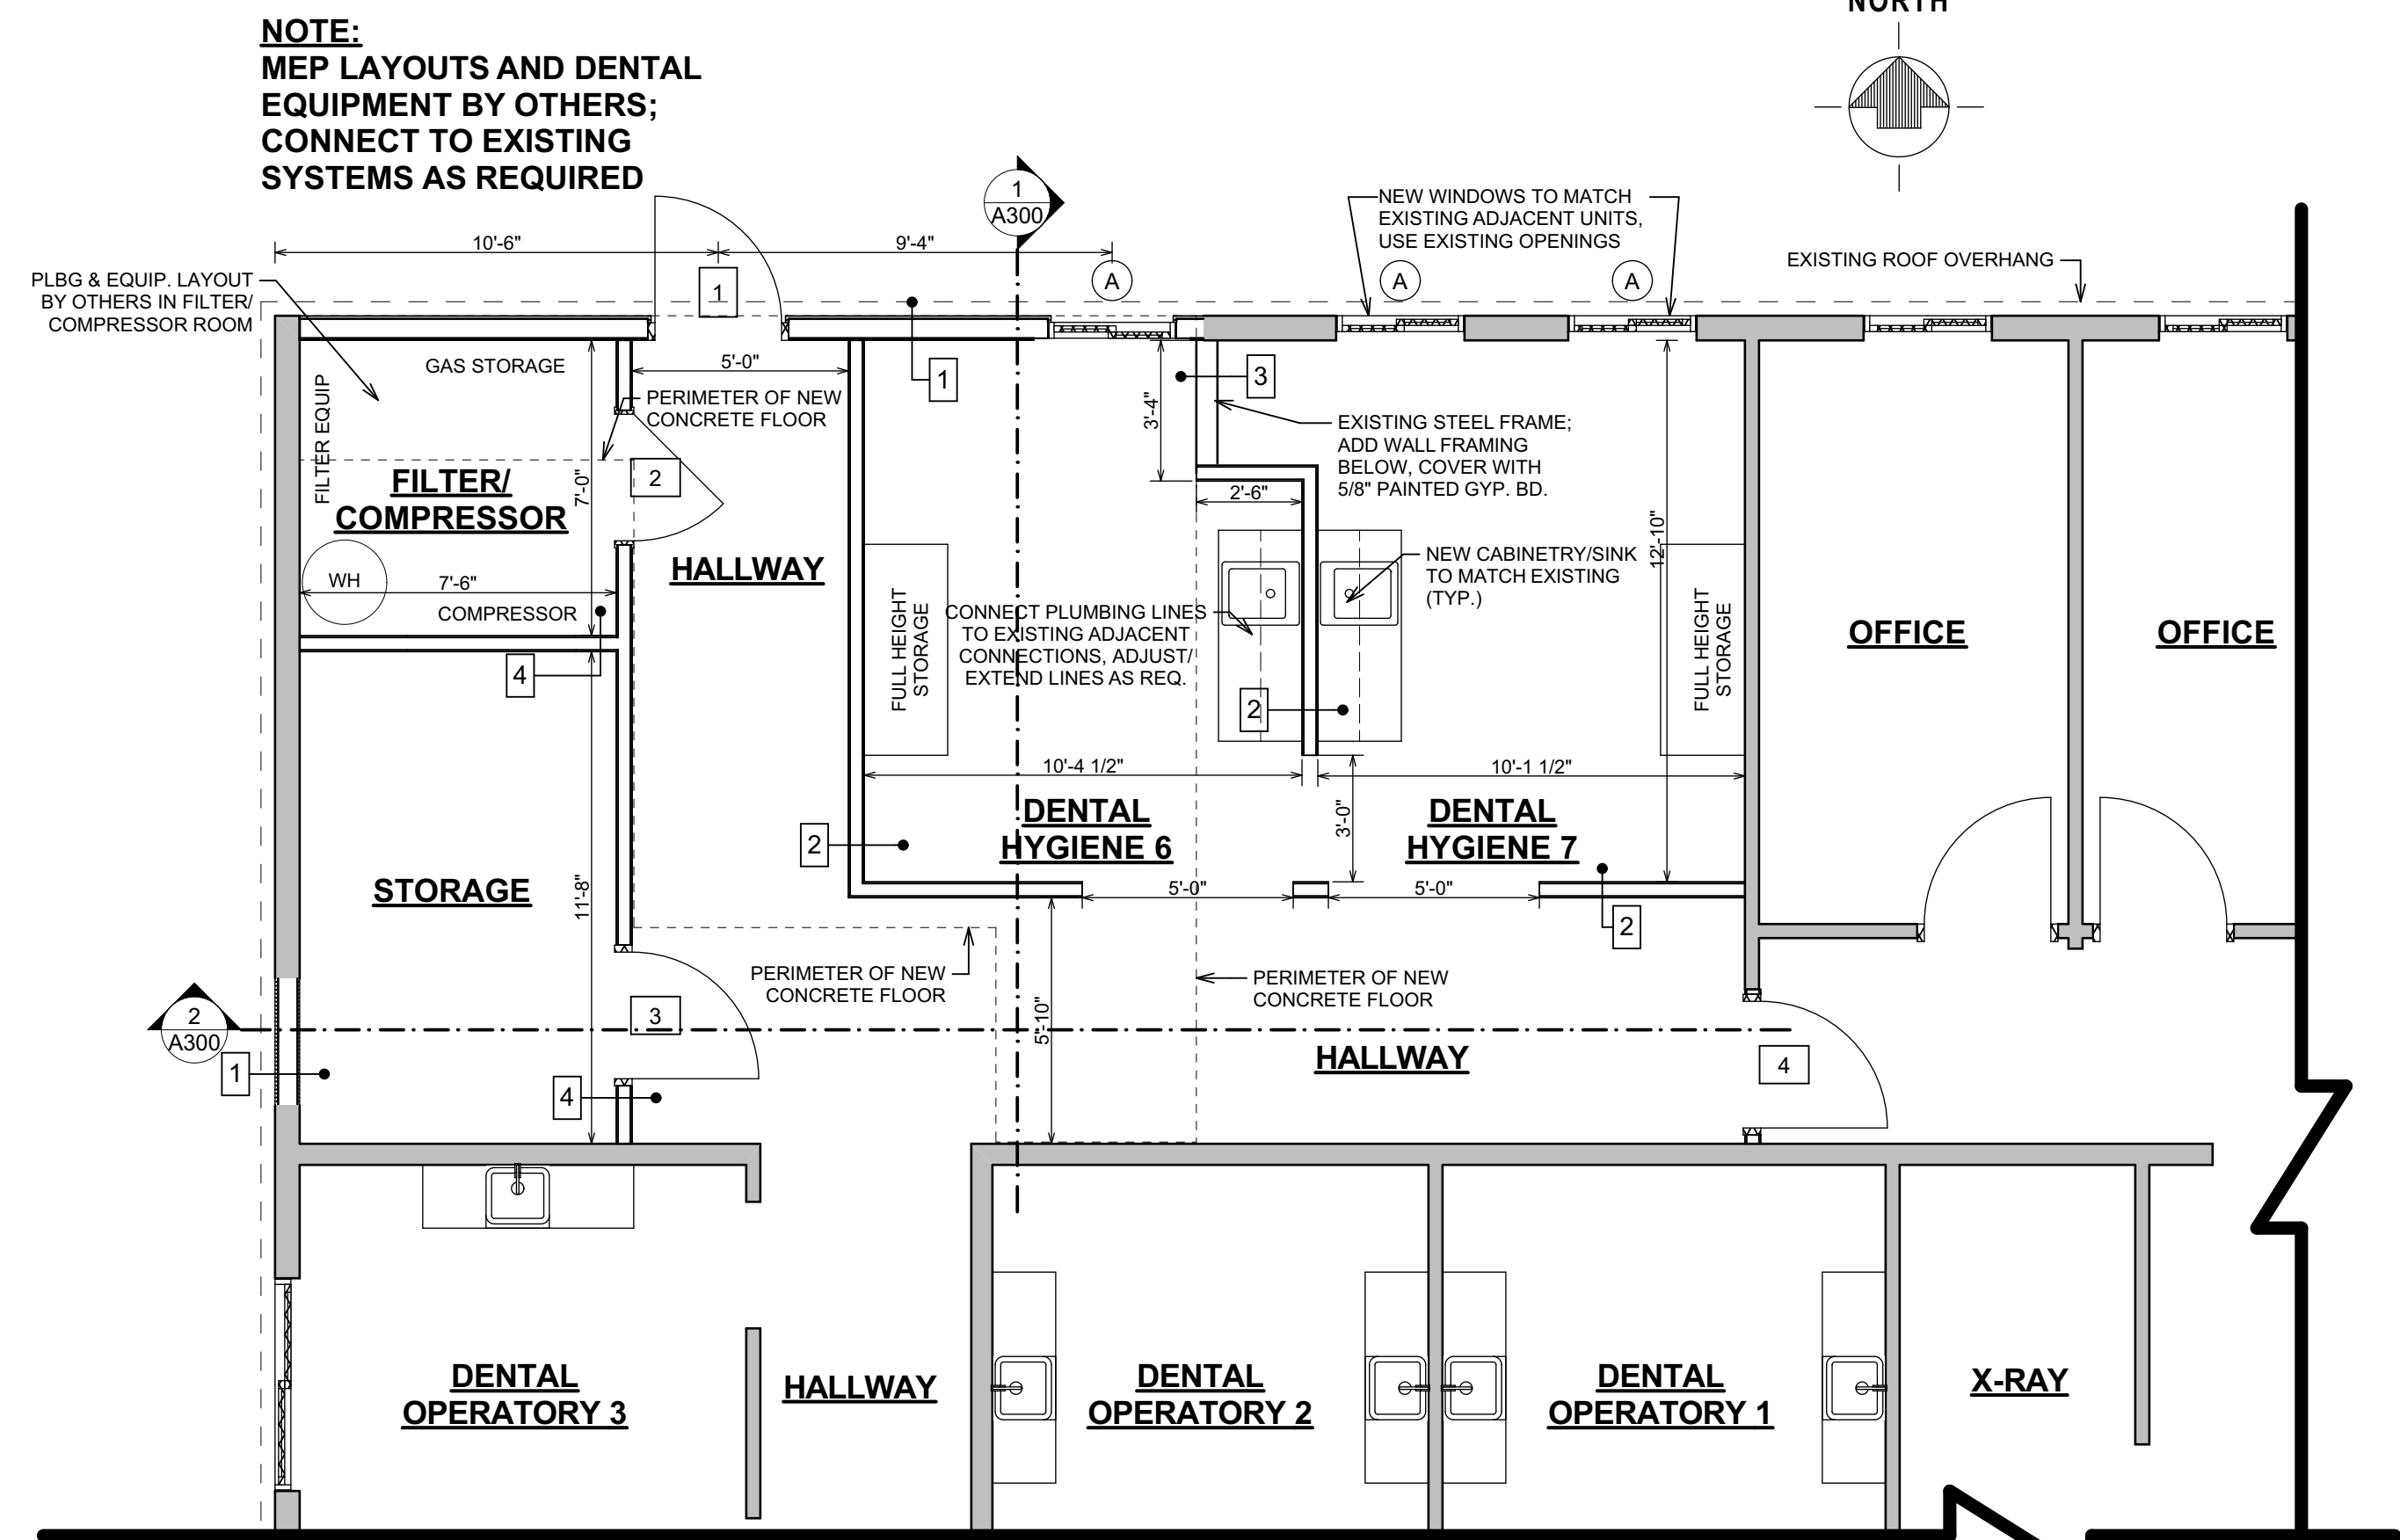 NORTH
NOTE:
MEP LAYOUTS AND DENTAL
EQUIPMENT BY OTHERS;
CONNECT TO EXISTING
SYSTEMS AS REQUIRED
1
A300
NEW WINDOWS TO MATCH
EXISTING ADJACENT UNITS,
USE EXISTING OPENINGS
10'-6"
9'-4"
EXISTING ROOF OVERHANG
PLBG & EQUIP. LAYOUT
BY OTHERS IN FILTER/
COMPRESSOR ROOM
1
A
A
A
GAS STORAGE
FILTER EQUIP
5'-0"
1
3
PERIMETER OF NEW
CONCRETE FLOOR
3'-4"
EXISTING STEEL FRAME;
ADD WALL FRAMING
BELOW, COVER WITH
5/8" PAINTED GYP. BD.
FILTER/
COMPRESSOR
7'-0"
2
2'-6"
12'-10"
HALLWAY
NEW CABINETRY/SINK
TO MATCH EXISTING
(TYP.)
WH
7'-6"
COMPRESSOR
FULL HEIGHT
STORAGE
CONNECT PLUMBING LINES
TO EXISTING ADJACENT
CONNECTIONS, ADJUST/
EXTEND LINES AS REQ.
FULL HEIGHT
STORAGE
OFFICE
OFFICE
4
2
10'-4 1/2"
10'-1 1/2"
DENTAL
HYGIENE 6
3'-0"
DENTAL
HYGIENE 7
2
STORAGE
11'-8"
5'-0"
5'-0"
2
PERIMETER OF NEW
CONCRETE FLOOR
PERIMETER OF NEW
CONCRETE FLOOR
2
A300
3
5'-10"
HALLWAY
4
1
4
DENTAL
OPERATORY 3
HALLWAY
DENTAL
OPERATORY 2
DENTAL
OPERATORY 1
X-RAY